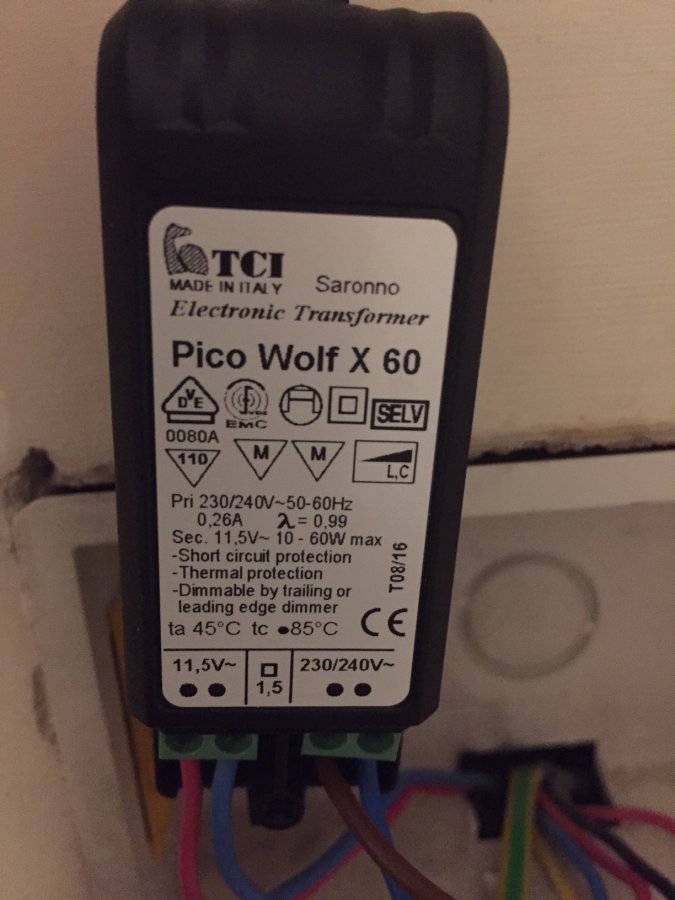 TCI
MADE IN ITALY Saronno
Electronic Transformer
Pico Wolf X 60
DVE
EMC
SELV
0080A
110
M M
L,C
Pri 230/240V~50-60Hz
0,26A λ = 0,99
Sec. 11,5V~ 10 - 60W max
-Short circuit protection
-Thermal protection
-Dimmable by trailing or
leading edge dimmer
ta 45°C tc •85°C
CE
T08/16
11,5V~
1,5
230/240V~